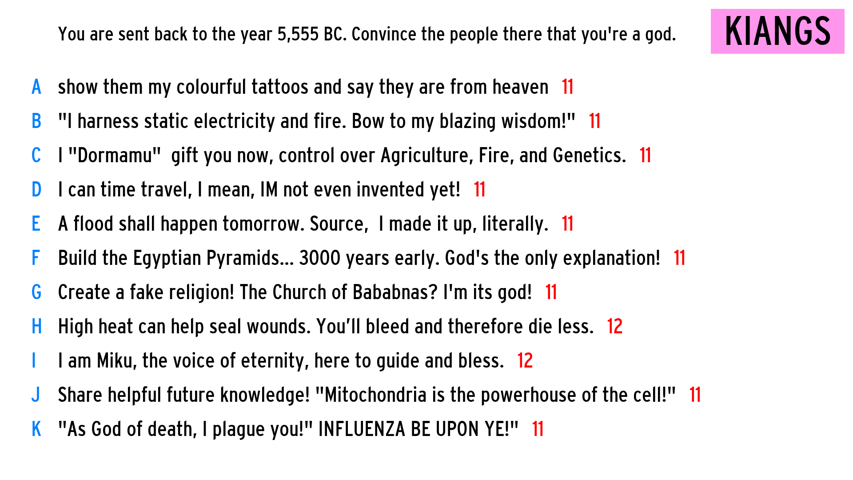 You are sent back to the year 5,555 BC. Convince the people there that you're a god.
KIANGS
A show them my colourful tattoos and say they are from heaven 11
B "I harness static electricity and fire. Bow to my blazing wisdom!" 11
C I "Dormamu"  gift you now, control over Agriculture, Fire, and Genetics. 11
D I can time travel, I mean, IM not even invented yet! 11
E A flood shall happen tomorrow. Source,  I made it up, literally. 11
F Build the Egyptian Pyramids... 3000 years early. God's the only explanation! 11
G Create a fake religion! The Church of Bababnas? I'm its god! 11
H High heat can help seal wounds. You’ll bleed and therefore die less. 12
I I am Miku, the voice of eternity, here to guide and bless. 12
J Share helpful future knowledge! "Mitochondria is the powerhouse of the cell!" 11
K "As God of death, I plague you!" INFLUENZA BE UPON YE!" 11